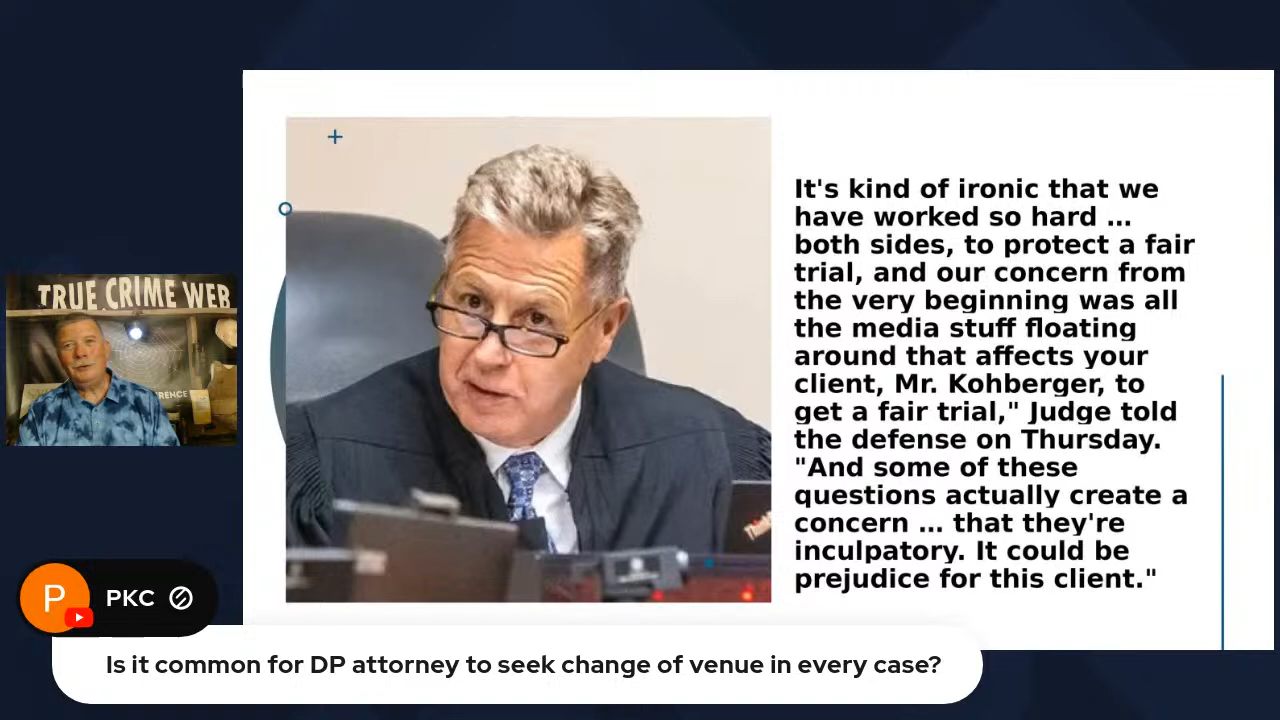 It's kind of ironic that we
have worked so hard ...
both sides, to protect a fair
trial, and our concern from
the very beginning was all
the media stuff floating
around that affects your
client, Mr. Kohberger, to
get a fair trial," Judge told
the defense on Thursday.
"And some of these
questions actually create a
concern ... that they're
inculpatory. It could be
prejudice for this client."
TRUE CRIME WEB
P
PKC
Is it common for DP attorney to seek change of venue in every case?